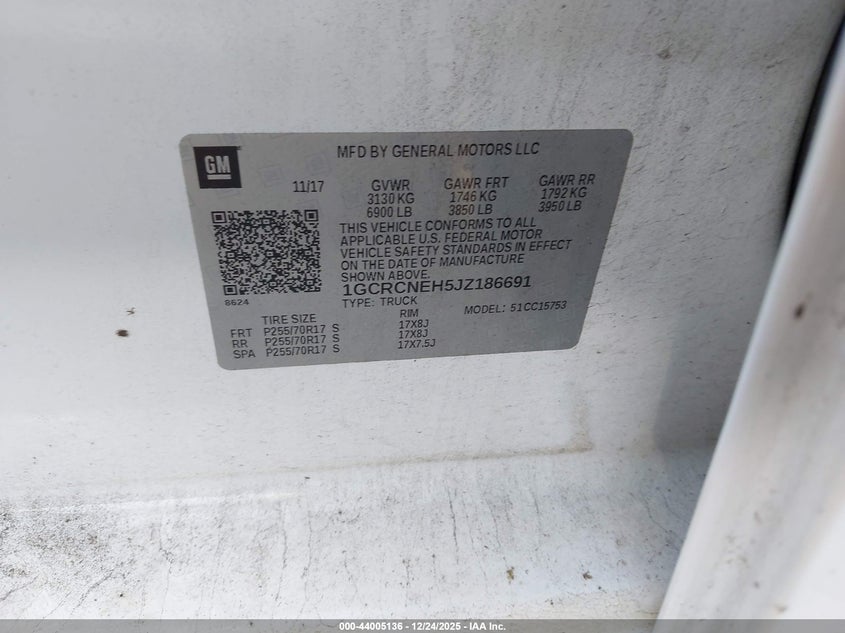 GM
MFD BY GENERAL MOTORS LLC
11/17 GVWR GAWR FRT GAWR RR
3130 KG 1746 KG 1792 KG
6900 LB 3850 LB 3950 LB
THIS VEHICLE CONFORMS TO ALL
APPLICABLE U.S. FEDERAL MOTOR
VEHICLE SAFETY STANDARDS IN EFFECT
ON THE DATE OF MANUFACTURE
SHOWN ABOVE.
8624
1GCRCNEH5JZ186691
TYPE: TRUCK MODEL: 51CC15753
TIRE SIZE RIM
FRT P255/70R17 S 17X8J
RR P255/70R17 S 17X8J
SPA P255/70R17 S 17X7.5J
000-44005136 - 12/24/2025 - IAA Inc.